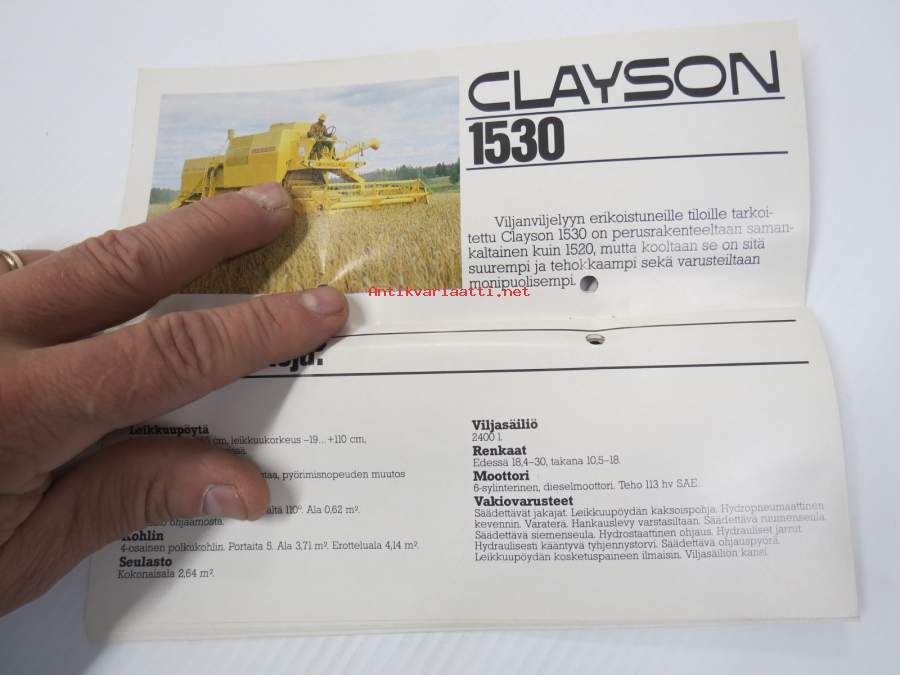 CLAYSON
1530
Viljanviljelyyn erikoistuneille tiloille tarkoi-
tettu Clayson 1530 on perusrakenteeltaan saman-
kaltainen kuin 1520, mutta kooltaan se on sitä
suurempi ja tehokkaampi sekä varusteiltaan
monipuolisempi.
Antikvariaatti.net
Leikkuupöytä
cm, leikkuukorkeus –19...+110 cm,
pyörimisnopeuden muutos
110°. Ala 0,62 m².
ohjaamosta.
Kohlin
4-osainen polkukohlin. Portaita 5. Ala 3,71 m². Erotteluala 4,14 m².
Seulasto
Kokonaisala 2,64 m².
Viljasäiliö
2400 l.
Renkaat
Edessä 18,4–30, takana 10,5–18.
Moottori
6-sylinterinen, dieselmoottori. Teho 113 hv SAE.
Vakiovarusteet
Säädettävät jakajat. Leikkuupöydän kaksoispohja. Hydropneumaattinen
kevennin. Varaterä. Hankauslevy varstasiltaan. Säädettävä ruumenseula.
Säädettävä siemenseula. Hydrostaattinen ohjaus. Hydrauliset jarrut.
Hydraulisesti kääntyvä tyhjennystorvi. Säädettävä ohjauspyörä.
Leikkuupöydän kosketuspaineen ilmaisin. Viljasäiliön kansi.